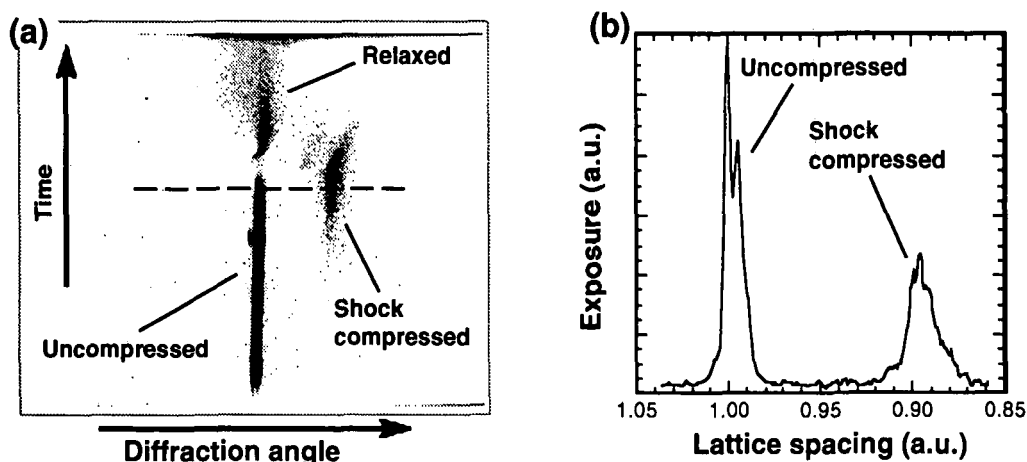 (a)
Relaxed
Time
Shock
compressed
Uncompressed
Diffraction angle
(b)
Uncompressed
Shock
compressed
Exposure (a.u.)
1.05 1.00 0.95 0.90 0.85
Lattice spacing (a.u.)